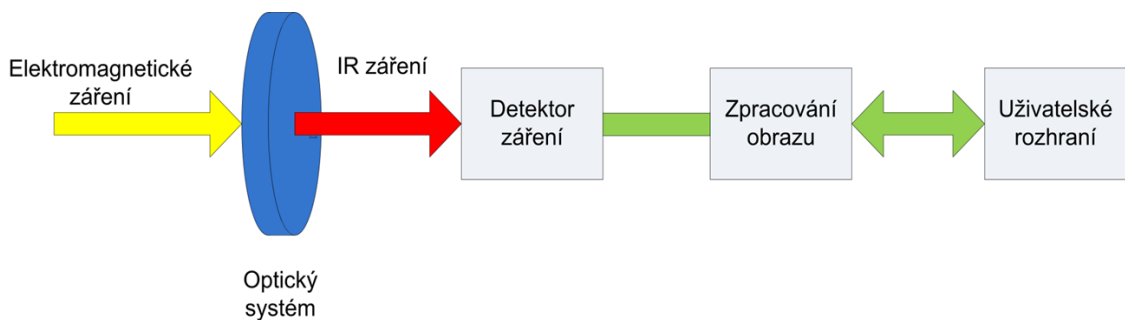 Elektromagnetické
záření
IR záření
Detektor
záření
Zpracování
obrazu
Uživatelské
rozhraní
Optický
systém